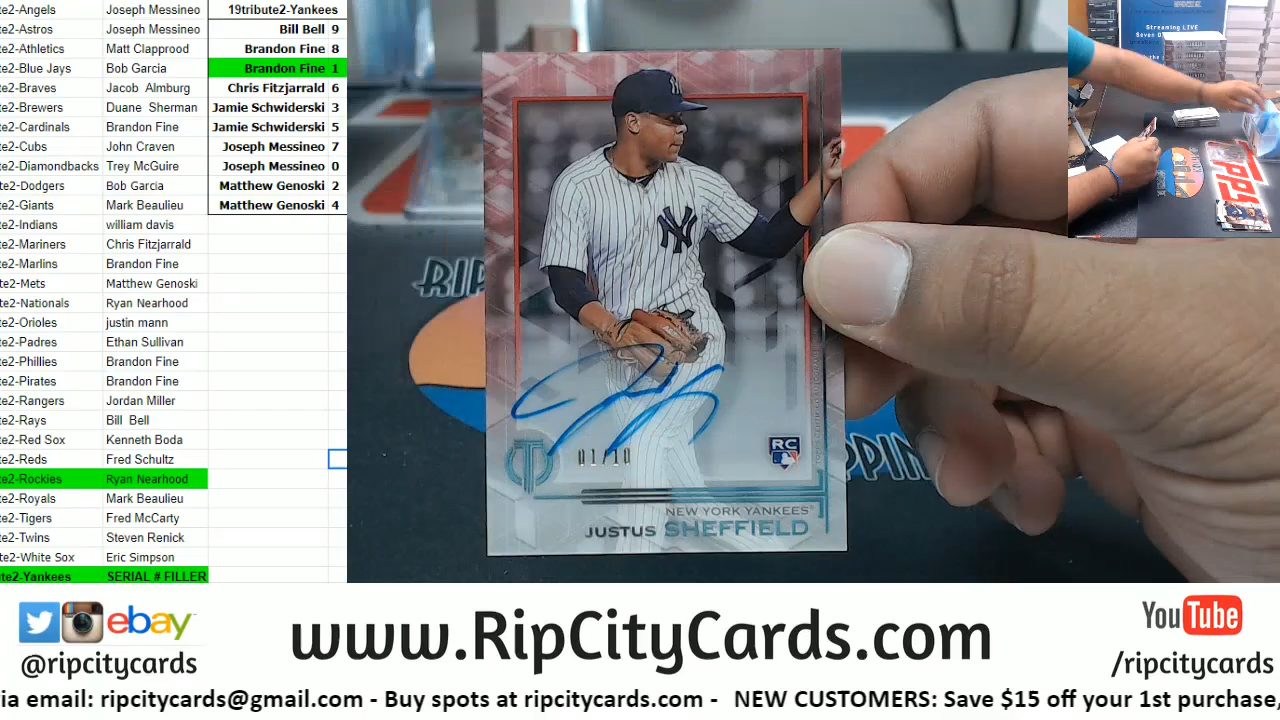 te2-Angels Joseph Messineo
te2-Astros Joseph Messineo
te2-Athletics Matt Clapprood
te2-Blue Jays Bob Garcia
te2-Braves Jacob Almburg
te2-Brewers Duane Sherman
te2-Cardinals Brandon Fine
te2-Cubs John Craven
te2-Diamondbacks Trey McGuire
te2-Dodgers Bob Garcia
te2-Giants Mark Beaulieu
te2-Indians william davis
te2-Mariners Chris Fitzjarrald
te2-Marlins Brandon Fine
te2-Mets Matthew Genoski
te2-Nationals Ryan Nearhood
te2-Orioles justin mann
te2-Padres Ethan Sullivan
te2-Phillies Brandon Fine
te2-Pirates Brandon Fine
te2-Rangers Jordan Miller
te2-Rays Bill Bell
te2-Red Sox Kenneth Boda
te2-Reds Fred Schultz
te2-Rockies Ryan Nearhood
te2-Royals Mark Beaulieu
te2-Tigers Fred McCarty
te2-Twins Steven Renick
te2-White Sox Eric Simpson
te2-Yankees SERIAL # FILLER
19tribute2-Yankees
Bill Bell 9
Brandon Fine 8
Brandon Fine 1
Chris Fitzjarrald 6
Jamie Schwiderski 3
Jamie Schwiderski 5
Joseph Messineo 7
Joseph Messineo 0
Matthew Genoski 2
Matthew Genoski 4
RIP
PPIN
NY
01/10
RC
NEW YORK YANKEES
JUSTUS SHEFFIELD
Streaming LIVE
Seven D
topps
ebay
@ripcitycards
www.RipCityCards.com
YouTube
/ripcitycards
ia email: ripcitycards@gmail.com - Buy spots at ripcitycards.com - NEW CUSTOMERS: Save $15 off your 1st purchase,